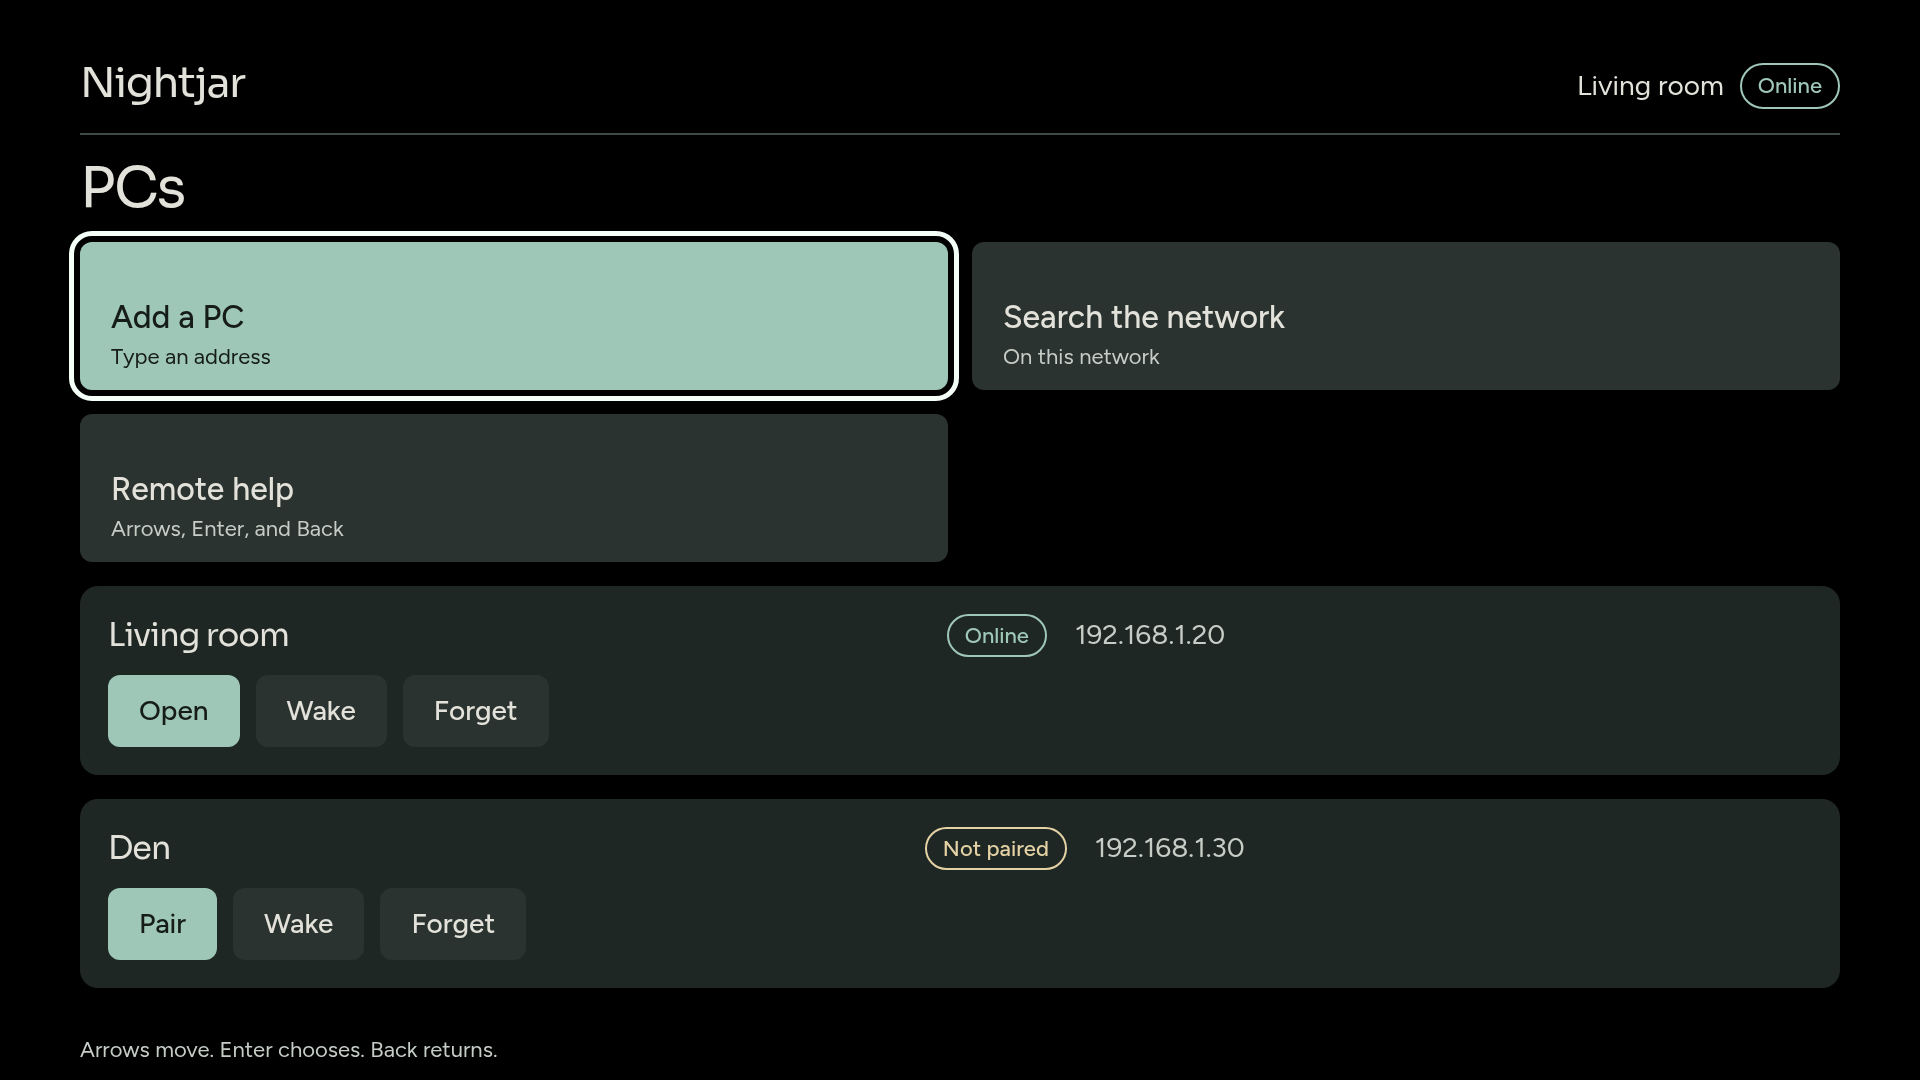 Nightjar
Living room Online
PCs
Add a PC
Type an address
Search the network
On this network
Remote help
Arrows, Enter, and Back
Living room Online 192.168.1.20
Open Wake Forget
Den Not paired 192.168.1.30
Pair Wake Forget
Arrows move. Enter chooses. Back returns.